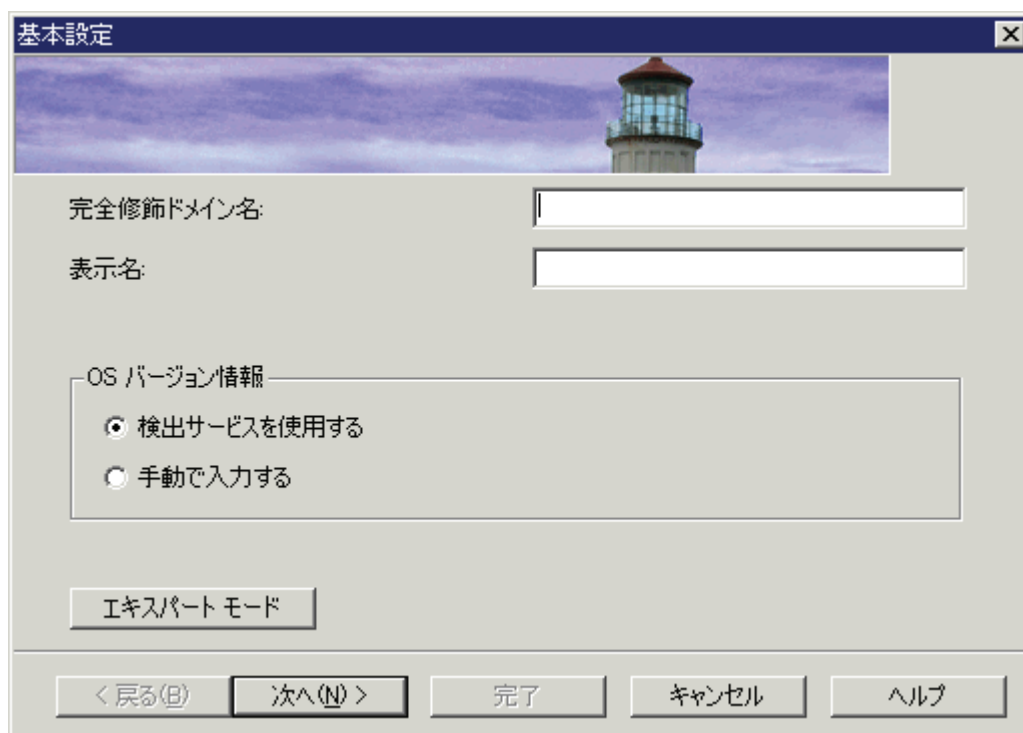 基本設定
完全修飾ドメイン名:
表示名:
OS バージョン情報
検出サービスを使用する
手動で入力する
エキスパート モード
< 戻る(B)
次へ(N) >
完了
キャンセル
ヘルプ